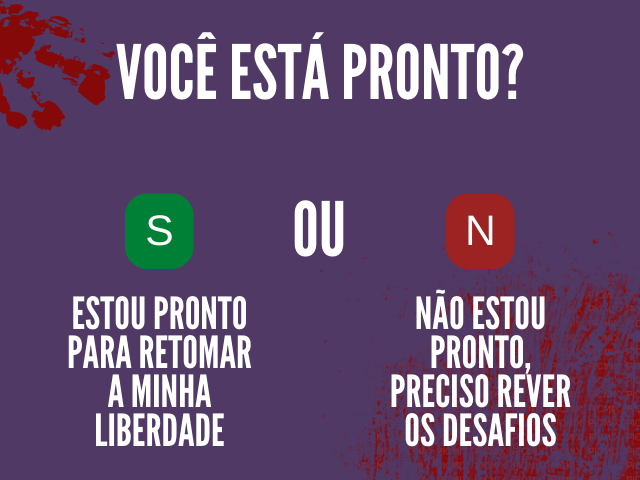 VOCÊ ESTÁ PRONTO?
S
OU
N
ESTOU PRONTO
PARA RETOMAR
A MINHA
LIBERDADE
NÃO ESTOU
PRONTO,
PRECISO REVER
OS DESAFIOS